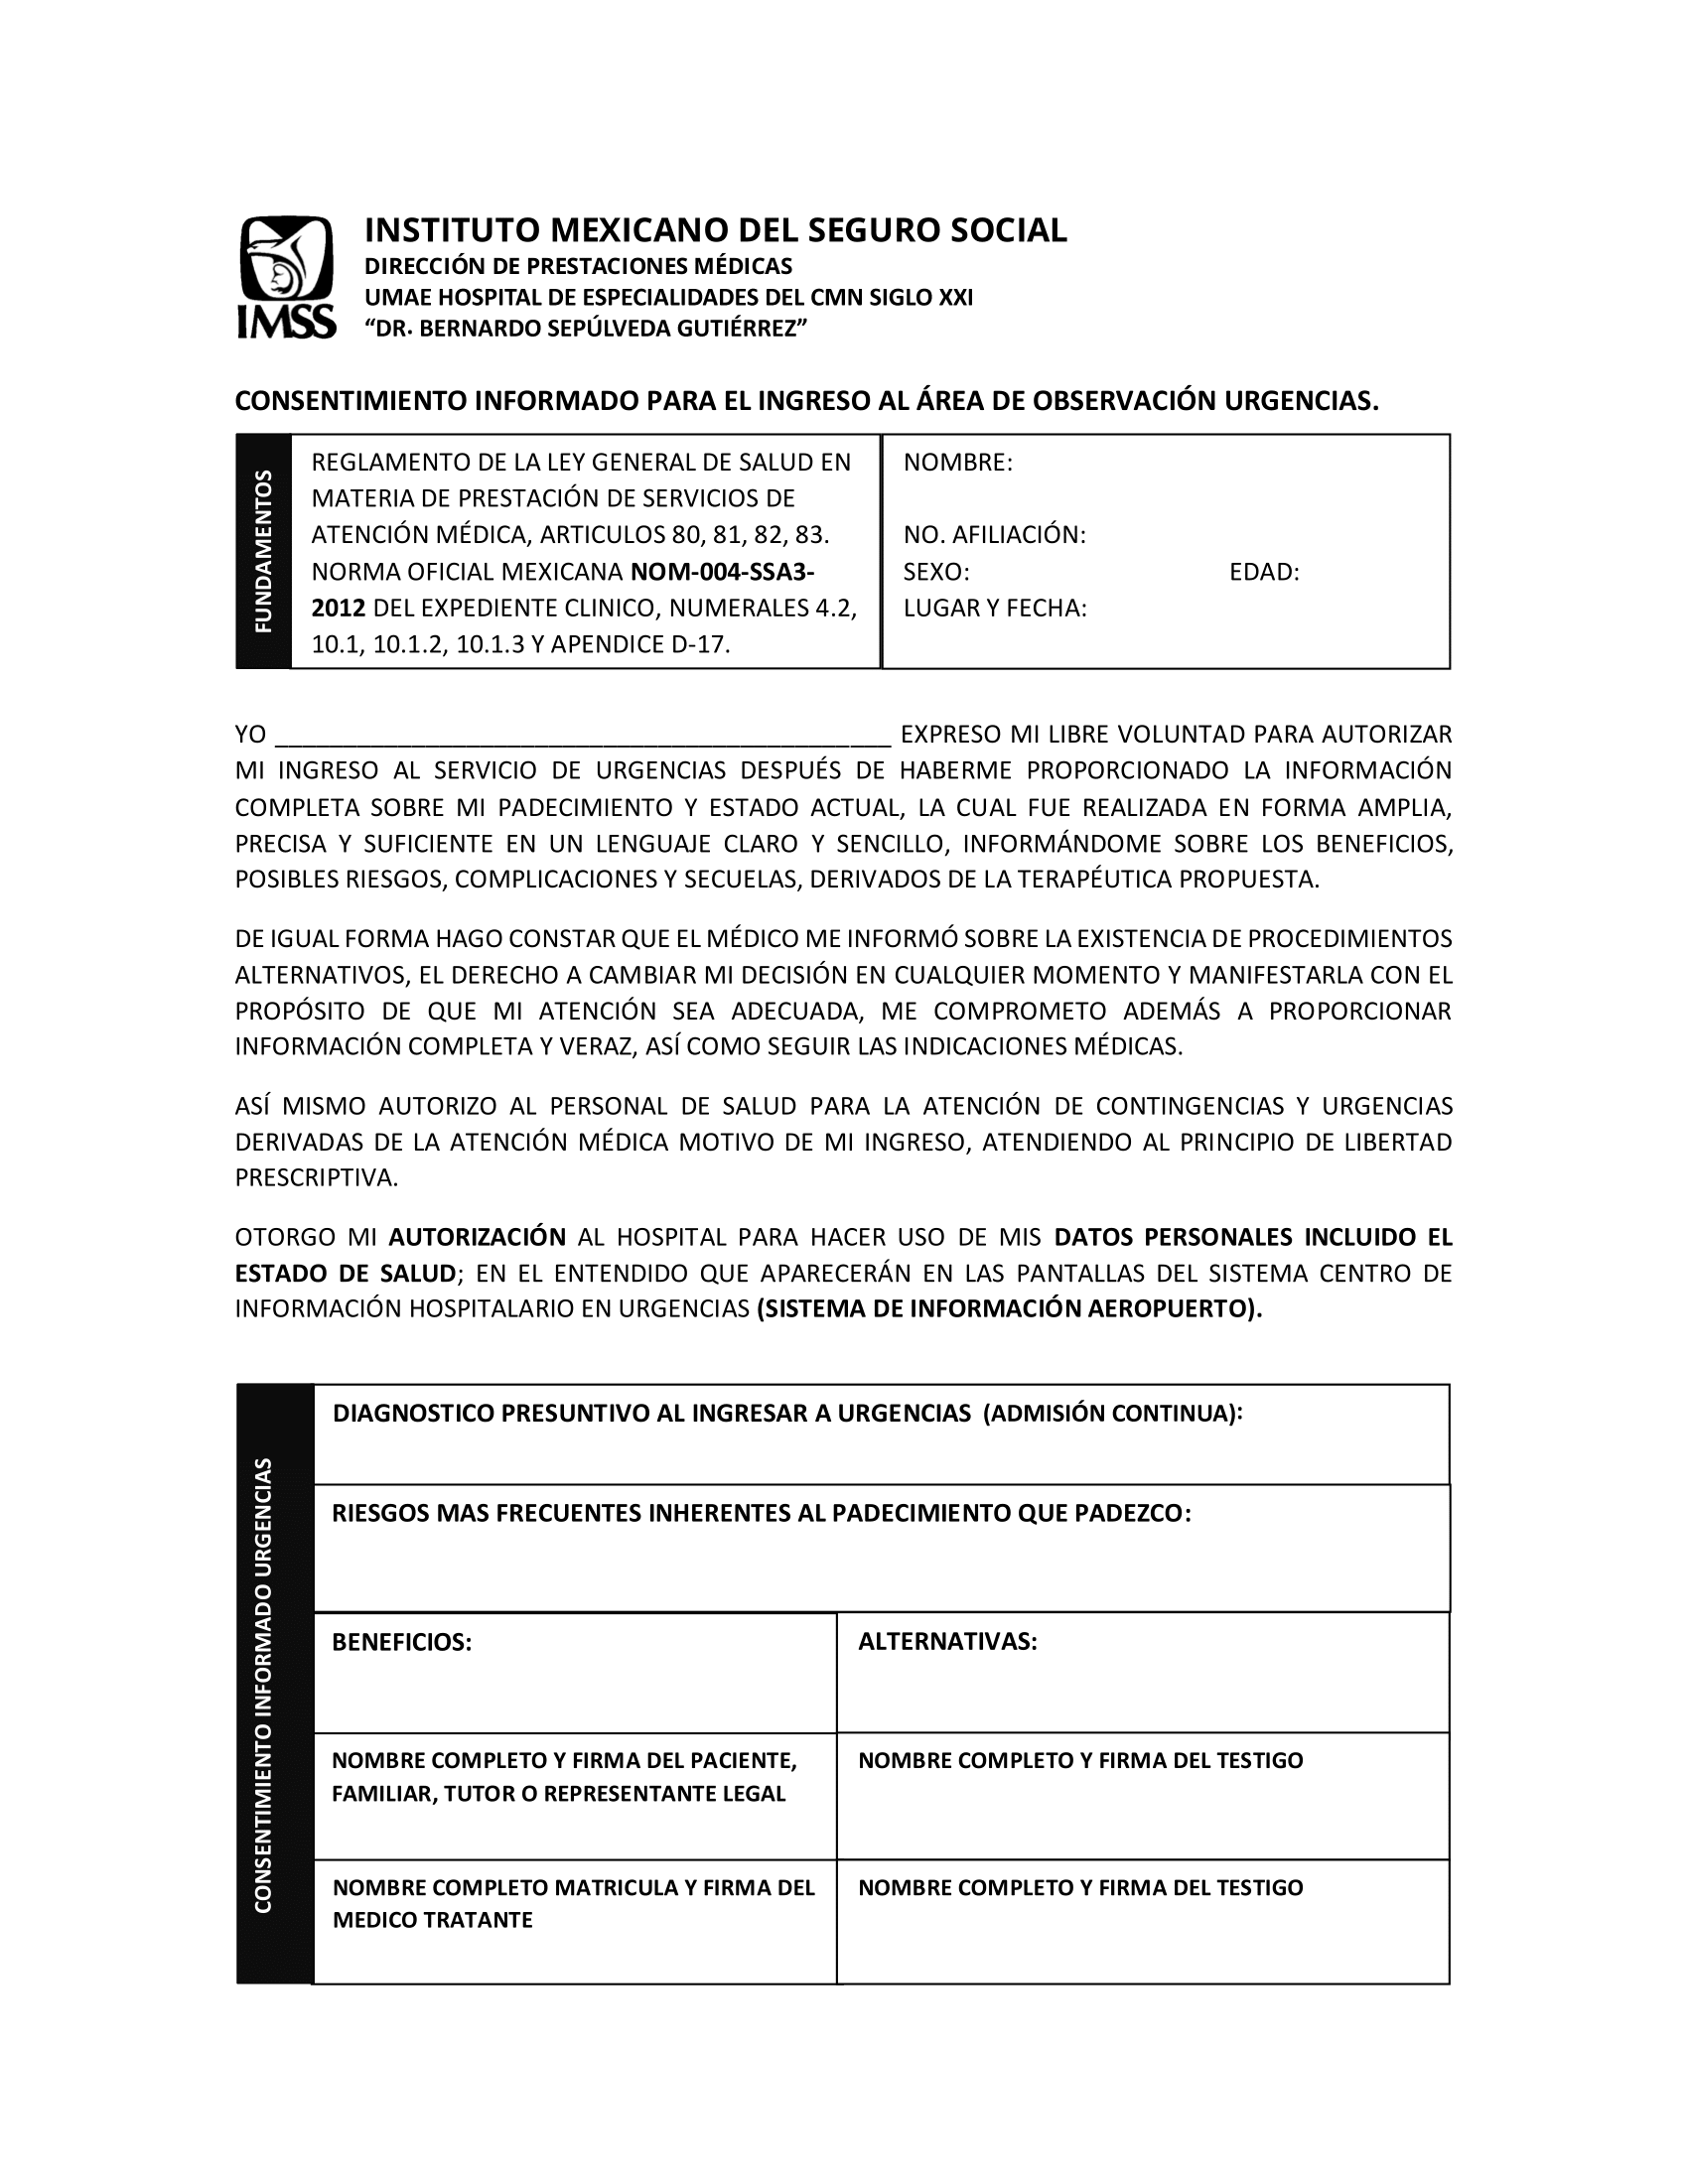 INSTITUTO MEXICANO DEL SEGURO SOCIAL
DIRECCIÓN DE PRESTACIONES MÉDICAS
UMAE HOSPITAL DE ESPECIALIDADES DEL CMN SIGLO XXI
“DR. BERNARDO SEPÚLVEDA GUTIÉRREZ”
IMSS
CONSENTIMIENTO INFORMADO PARA EL INGRESO AL ÁREA DE OBSERVACIÓN URGENCIAS.
FUNDAMENTOS
REGLAMENTO DE LA LEY GENERAL DE SALUD EN
MATERIA DE PRESTACIÓN DE SERVICIOS DE
ATENCIÓN MÉDICA, ARTICULOS 80, 81, 82, 83.
NORMA OFICIAL MEXICANA NOM-004-SSA3-
2012 DEL EXPEDIENTE CLINICO, NUMERALES 4.2,
10.1, 10.1.2, 10.1.3 Y APENDICE D-17.
NOMBRE:
NO. AFILIACIÓN:
SEXO: EDAD:
LUGAR Y FECHA:
YO ______________________________________________ EXPRESO MI LIBRE VOLUNTAD PARA AUTORIZAR
MI INGRESO AL SERVICIO DE URGENCIAS DESPUÉS DE HABERME PROPORCIONADO LA INFORMACIÓN
COMPLETA SOBRE MI PADECIMIENTO Y ESTADO ACTUAL, LA CUAL FUE REALIZADA EN FORMA AMPLIA,
PRECISA Y SUFICIENTE EN UN LENGUAJE CLARO Y SENCILLO, INFORMÁNDOME SOBRE LOS BENEFICIOS,
POSIBLES RIESGOS, COMPLICACIONES Y SECUELAS, DERIVADOS DE LA TERAPÉUTICA PROPUESTA.
DE IGUAL FORMA HAGO CONSTAR QUE EL MÉDICO ME INFORMÓ SOBRE LA EXISTENCIA DE PROCEDIMIENTOS
ALTERNATIVOS, EL DERECHO A CAMBIAR MI DECISIÓN EN CUALQUIER MOMENTO Y MANIFESTARLA CON EL
PROPÓSITO DE QUE MI ATENCIÓN SEA ADECUADA, ME COMPROMETO ADEMÁS A PROPORCIONAR
INFORMACIÓN COMPLETA Y VERAZ, ASÍ COMO SEGUIR LAS INDICACIONES MÉDICAS.
ASÍ MISMO AUTORIZO AL PERSONAL DE SALUD PARA LA ATENCIÓN DE CONTINGENCIAS Y URGENCIAS
DERIVADAS DE LA ATENCIÓN MÉDICA MOTIVO DE MI INGRESO, ATENDIENDO AL PRINCIPIO DE LIBERTAD
PRESCRIPTIVA.
OTORGO MI AUTORIZACIÓN AL HOSPITAL PARA HACER USO DE MIS DATOS PERSONALES INCLUIDO EL
ESTADO DE SALUD; EN EL ENTENDIDO QUE APARECERÁN EN LAS PANTALLAS DEL SISTEMA CENTRO DE
INFORMACIÓN HOSPITALARIO EN URGENCIAS (SISTEMA DE INFORMACIÓN AEROPUERTO).
CONSENTIMIENTO INFORMADO URGENCIAS
DIAGNOSTICO PRESUNTIVO AL INGRESAR A URGENCIAS (ADMISIÓN CONTINUA):
RIESGOS MAS FRECUENTES INHERENTES AL PADECIMIENTO QUE PADEZCO:
BENEFICIOS:
ALTERNATIVAS:
NOMBRE COMPLETO Y FIRMA DEL PACIENTE,
FAMILIAR, TUTOR O REPRESENTANTE LEGAL
NOMBRE COMPLETO Y FIRMA DEL TESTIGO
NOMBRE COMPLETO MATRICULA Y FIRMA DEL
MEDICO TRATANTE
NOMBRE COMPLETO Y FIRMA DEL TESTIGO